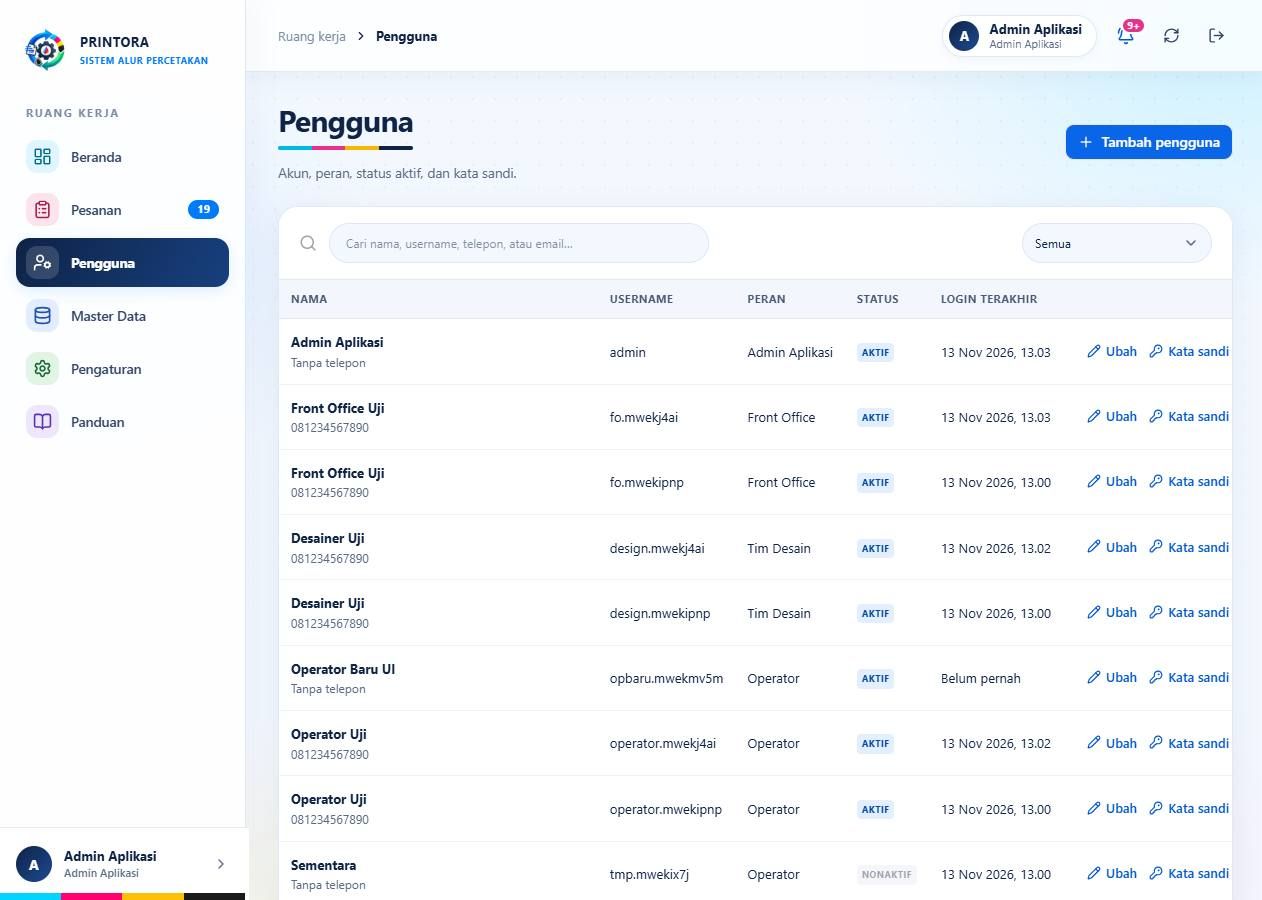 PRINTORA
SISTEM ALUR PERCETAKAN
RUANG KERJA
Beranda
Pesanan 19
Pengguna
Master Data
Pengaturan
Panduan
A Admin Aplikasi
Admin Aplikasi
Ruang kerja > Pengguna
A Admin Aplikasi
Admin Aplikasi
9+
Pengguna
Akun, peran, status aktif, dan kata sandi.
+ Tambah pengguna
Cari nama, username, telepon, atau email...
Semua
NAMA USERNAME PERAN STATUS LOGIN TERAKHIR
Admin Aplikasi
Tanpa telepon
admin Admin Aplikasi AKTIF 13 Nov 2026, 13.03 Ubah Kata sandi
Front Office Uji
081234567890
fo.mwekj4ai Front Office AKTIF 13 Nov 2026, 13.03 Ubah Kata sandi
Front Office Uji
081234567890
fo.mwekipnp Front Office AKTIF 13 Nov 2026, 13.00 Ubah Kata sandi
Desainer Uji
081234567890
design.mwekj4ai Tim Desain AKTIF 13 Nov 2026, 13.02 Ubah Kata sandi
Desainer Uji
081234567890
design.mwekipnp Tim Desain AKTIF 13 Nov 2026, 13.00 Ubah Kata sandi
Operator Baru UI
Tanpa telepon
opbaru.mwekmv5m Operator AKTIF Belum pernah Ubah Kata sandi
Operator Uji
081234567890
operator.mwekj4ai Operator AKTIF 13 Nov 2026, 13.02 Ubah Kata sandi
Operator Uji
081234567890
operator.mwekipnp Operator AKTIF 13 Nov 2026, 13.00 Ubah Kata sandi
Sementara
Tanpa telepon
tmp.mwekix7j Operator NONAKTIF 13 Nov 2026, 13.00 Ubah Kata sandi